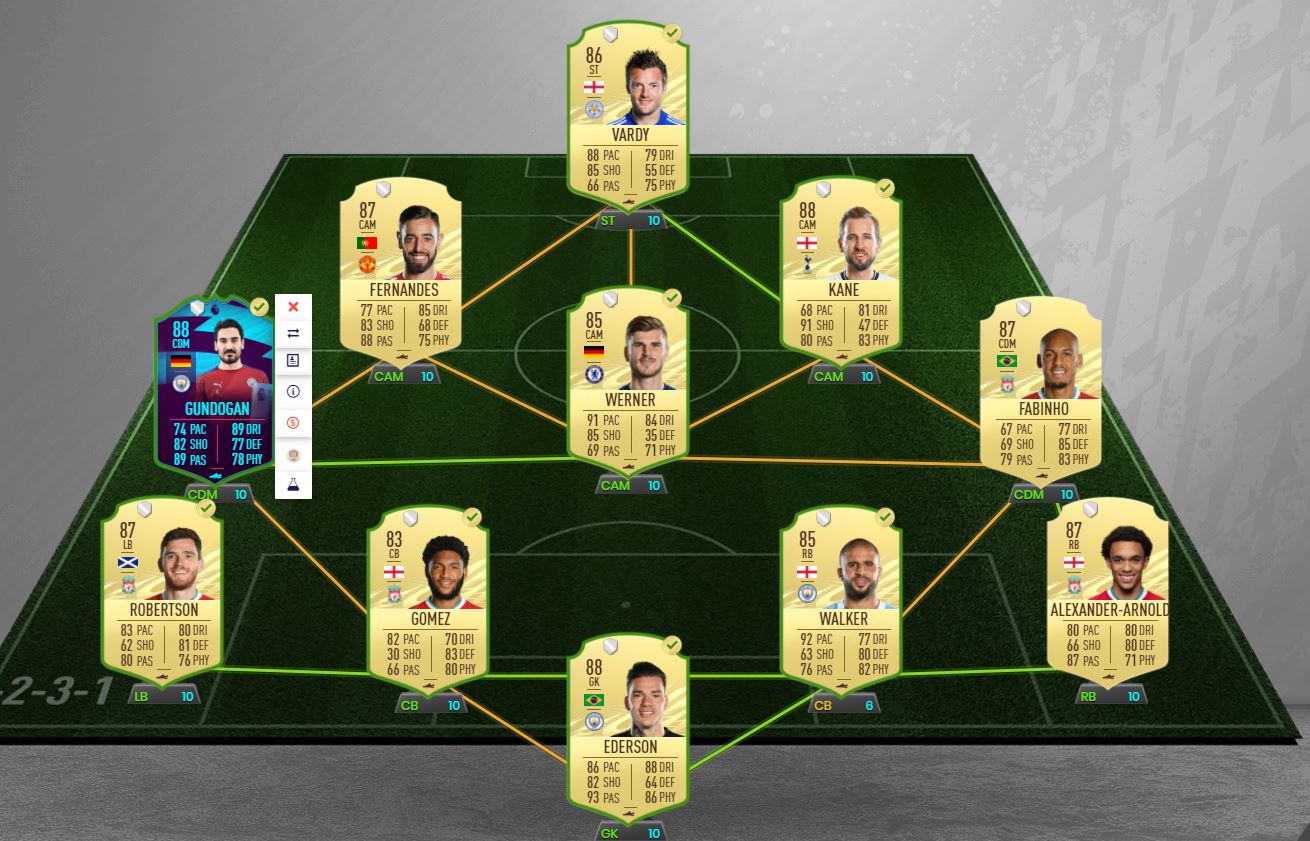 86
ST
VARDY
88 PAC 79 DRI
85 SHO 55 DEF
66 PAS 75 PHY
ST 10
87
CAM
FERNANDES
77 PAC 85 DRI
83 SHO 68 DEF
88 PAS 75 PHY
CAM 10
88
CAM
KANE
68 PAC 81 DRI
91 SHO 47 DEF
80 PAS 83 PHY
CAM 10
88
CDM
GUNDOGAN
74 PAC 89 DRI
82 SHO 77 DEF
89 PAS 78 PHY
CDM 10
85
CAM
WERNER
91 PAC 84 DRI
85 SHO 35 DEF
69 PAS 71 PHY
CAM 10
87
CDM
FABINHO
67 PAC 77 DRI
69 SHO 85 DEF
79 PAS 83 PHY
CDM 10
87
LB
ROBERTSON
83 PAC 80 DRI
62 SHO 81 DEF
80 PAS 76 PHY
LB 10
83
CB
GOMEZ
82 PAC 70 DRI
30 SHO 83 DEF
66 PAS 80 PHY
CB 10
85
RB
WALKER
92 PAC 77 DRI
63 SHO 80 DEF
76 PAS 82 PHY
CB 6
87
RB
ALEXANDER-ARNOLD
80 PAC 80 DRI
66 SHO 80 DEF
87 PAS 71 PHY
RB 10
88
GK
EDERSON
86 PAC 88 DRI
82 SHO 64 DEF
93 PAS 86 PHY
GK 10
-2-3-1